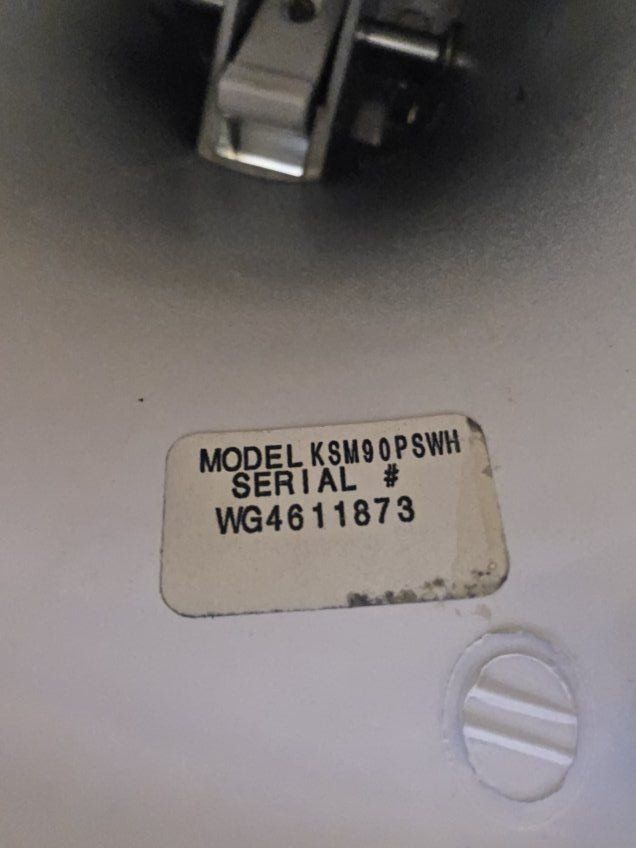 MODEL KSM90PSWH
SERIAL #
WG4611873